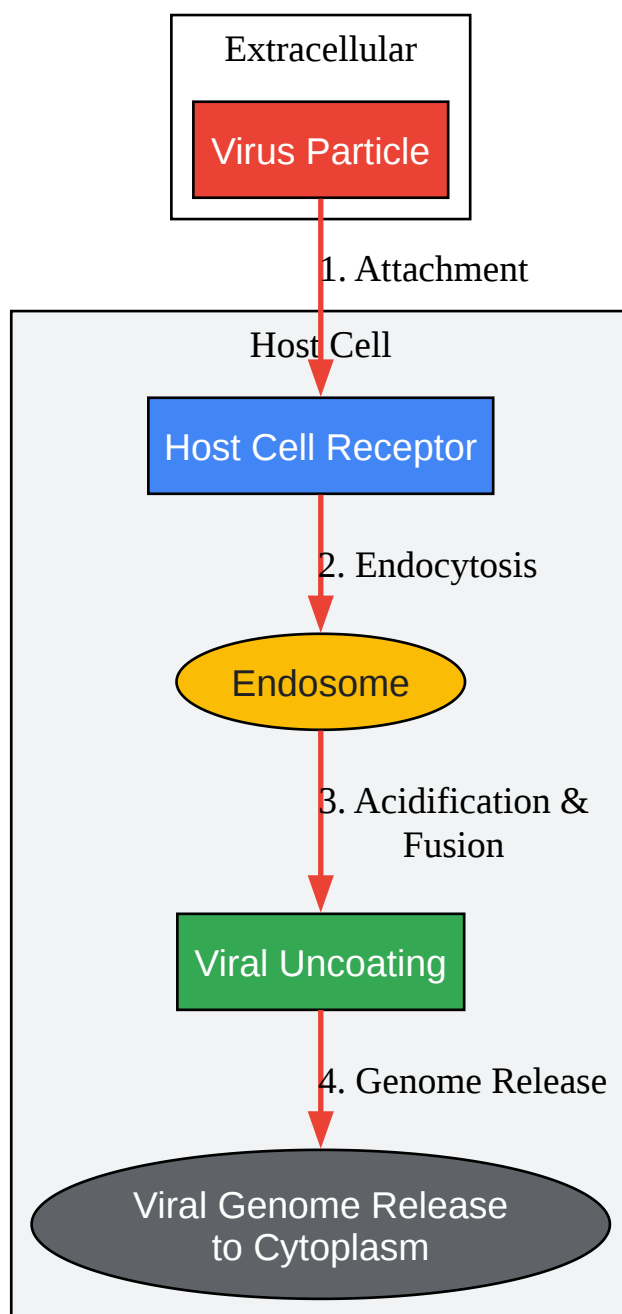 Extracellular
Virus Particle
1. Attachment
Host Cell
Host Cell Receptor
2. Endocytosis
Endosome
3. Acidification &
Fusion
Viral Uncoating
4. Genome Release
Viral Genome Release
to Cytoplasm